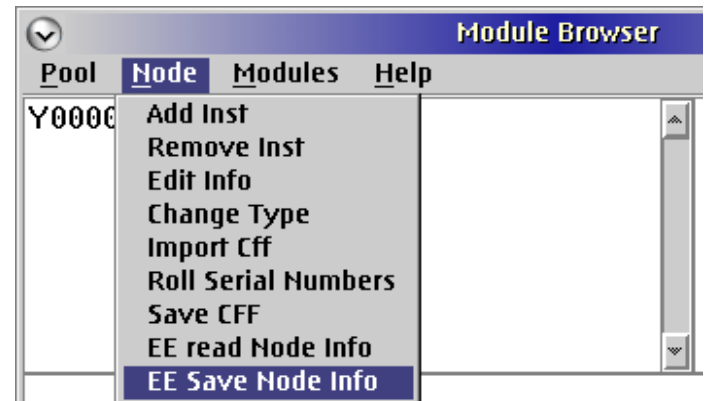 Module Browser
Pool Node Modules Help
Y0000
Add Inst
Remove Inst
Edit Info
Change Type
Import Cff
Roll Serial Numbers
Save CFF
EE read Node Info
EE Save Node Info